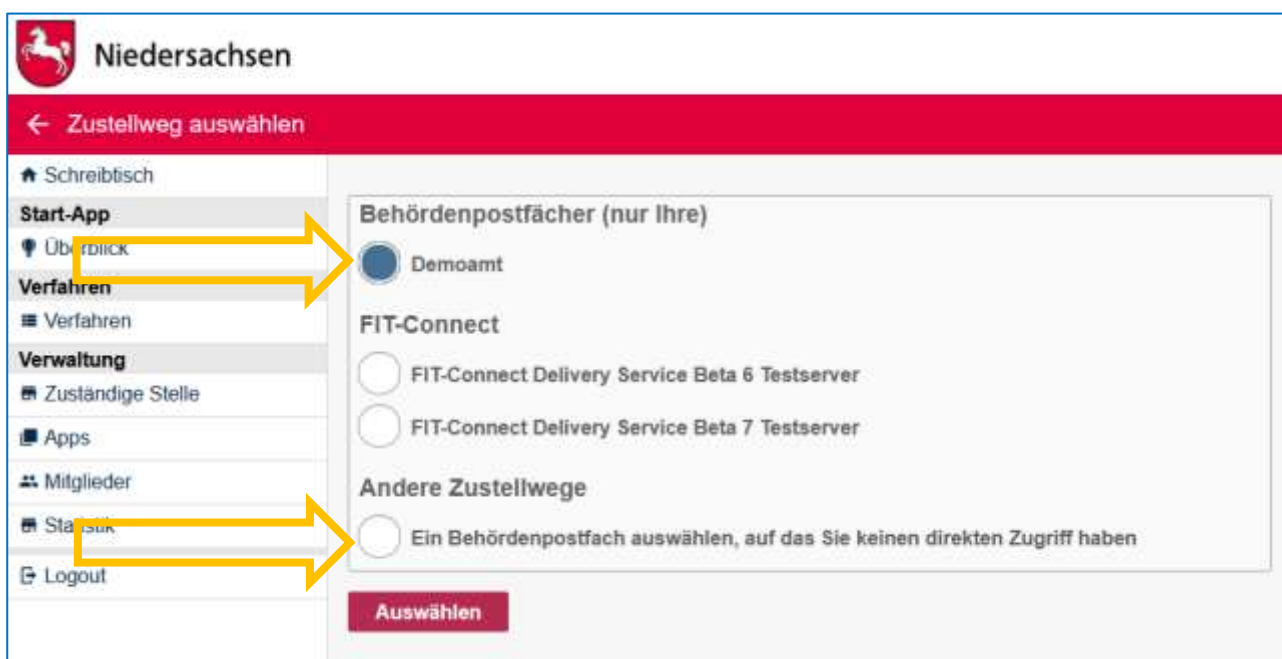 Niedersachsen
← Zustellweg auswählen
Schreibtisch
Start-App
Überblick
Verfahren
Verfahren
Verwaltung
Zuständige Stelle
Apps
Mitglieder
Statistik
Logout
Behördenpostfächer (nur Ihre)
Demoamt
FIT-Connect
FIT-Connect Delivery Service Beta 6 Testserver
FIT-Connect Delivery Service Beta 7 Testserver
Andere Zustellwege
Ein Behördenpostfach auswählen, auf das Sie keinen direkten Zugriff haben
Auswählen